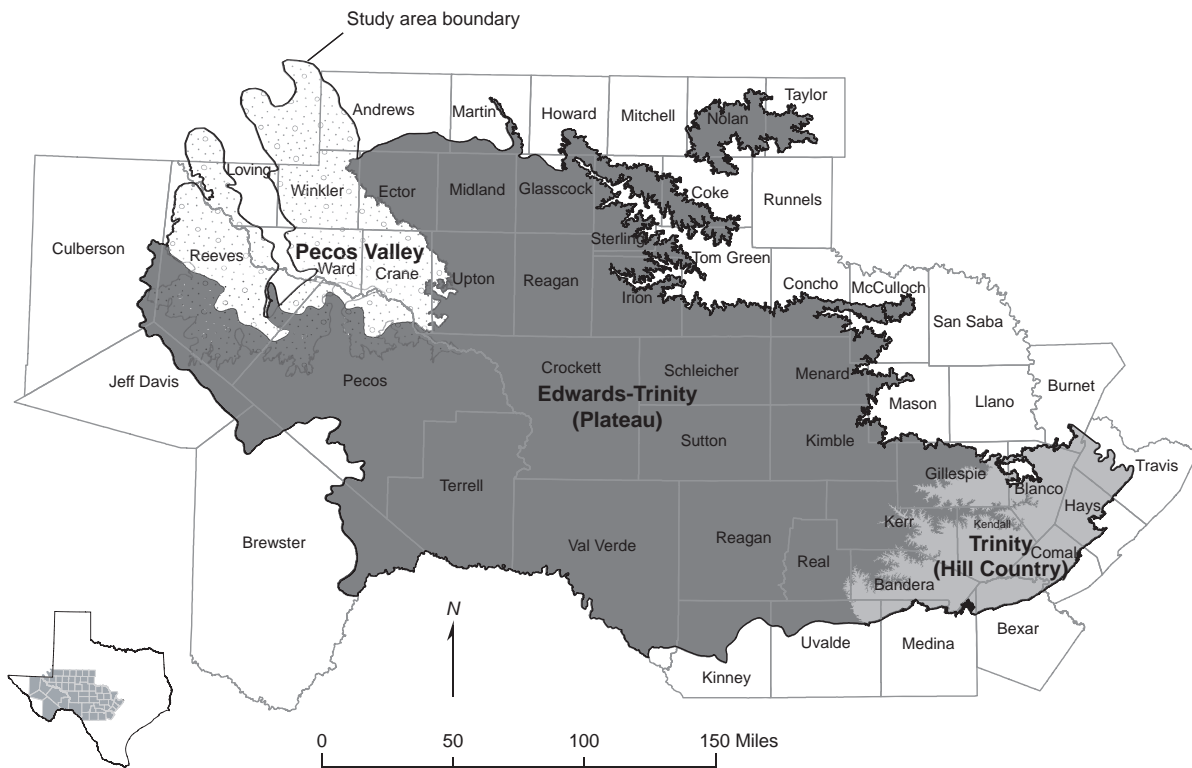 Study area boundary
Andrews
Martin
Howard
Mitchell
Nolan
Taylor
Loving
Winkler
Ector
Midland
Glasscock
Coke
Runnels
Culberson
Reeves
Pecos Valley
Ward
Crane
Upton
Reagan
Sterling
Irion
Tom Green
Concho
McCulloch
San Saba
Jeff Davis
Pecos
Crockett
Schleicher
Menard
Mason
Llano
Burnet
Edwards-Trinity
(Plateau)
Sutton
Kimble
Gillespie
Blanco
Travis
Hays
Terrell
Brewster
Val Verde
Reagan
Real
Kerr
Kendall
Trinity
(Hill Country)
Comal
Bandera
N
Kinney
Uvalde
Medina
Bexar
0 50 100 150 Miles